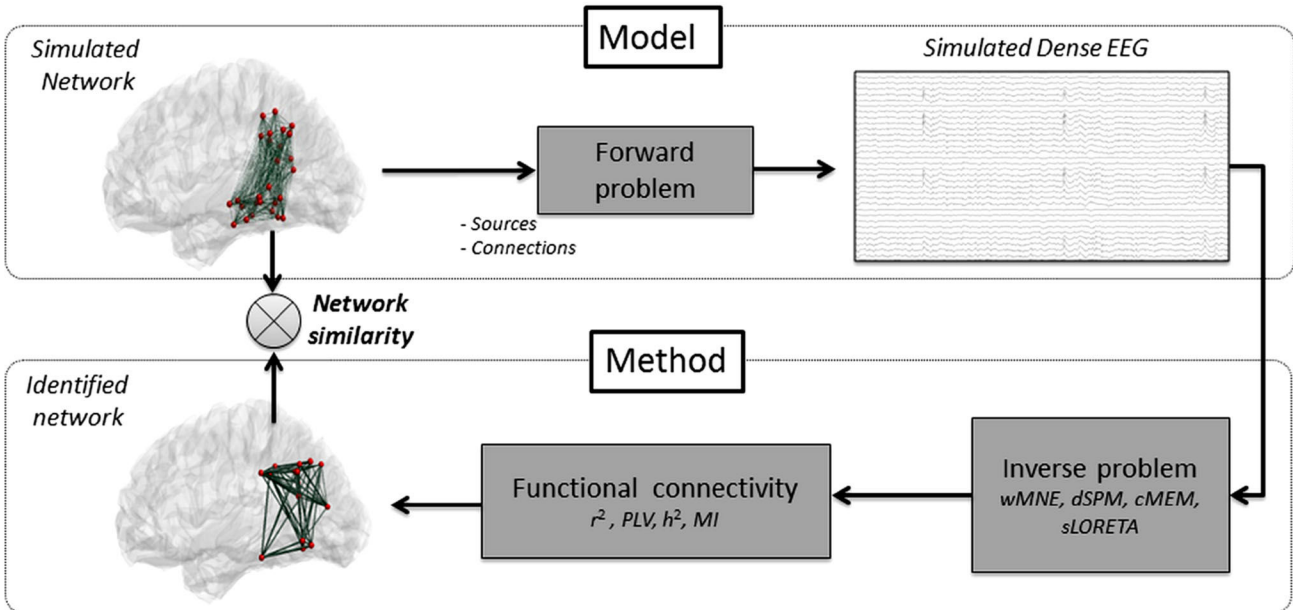 Model
Simulated
Network
Simulated Dense EEG
Forward
problem
- Sources
- Connections
Network
similarity
Method
Identified
network
Functional connectivity
r², PLV, h², MI
Inverse problem
wMNE, dSPM, cMEM,
sLORETA